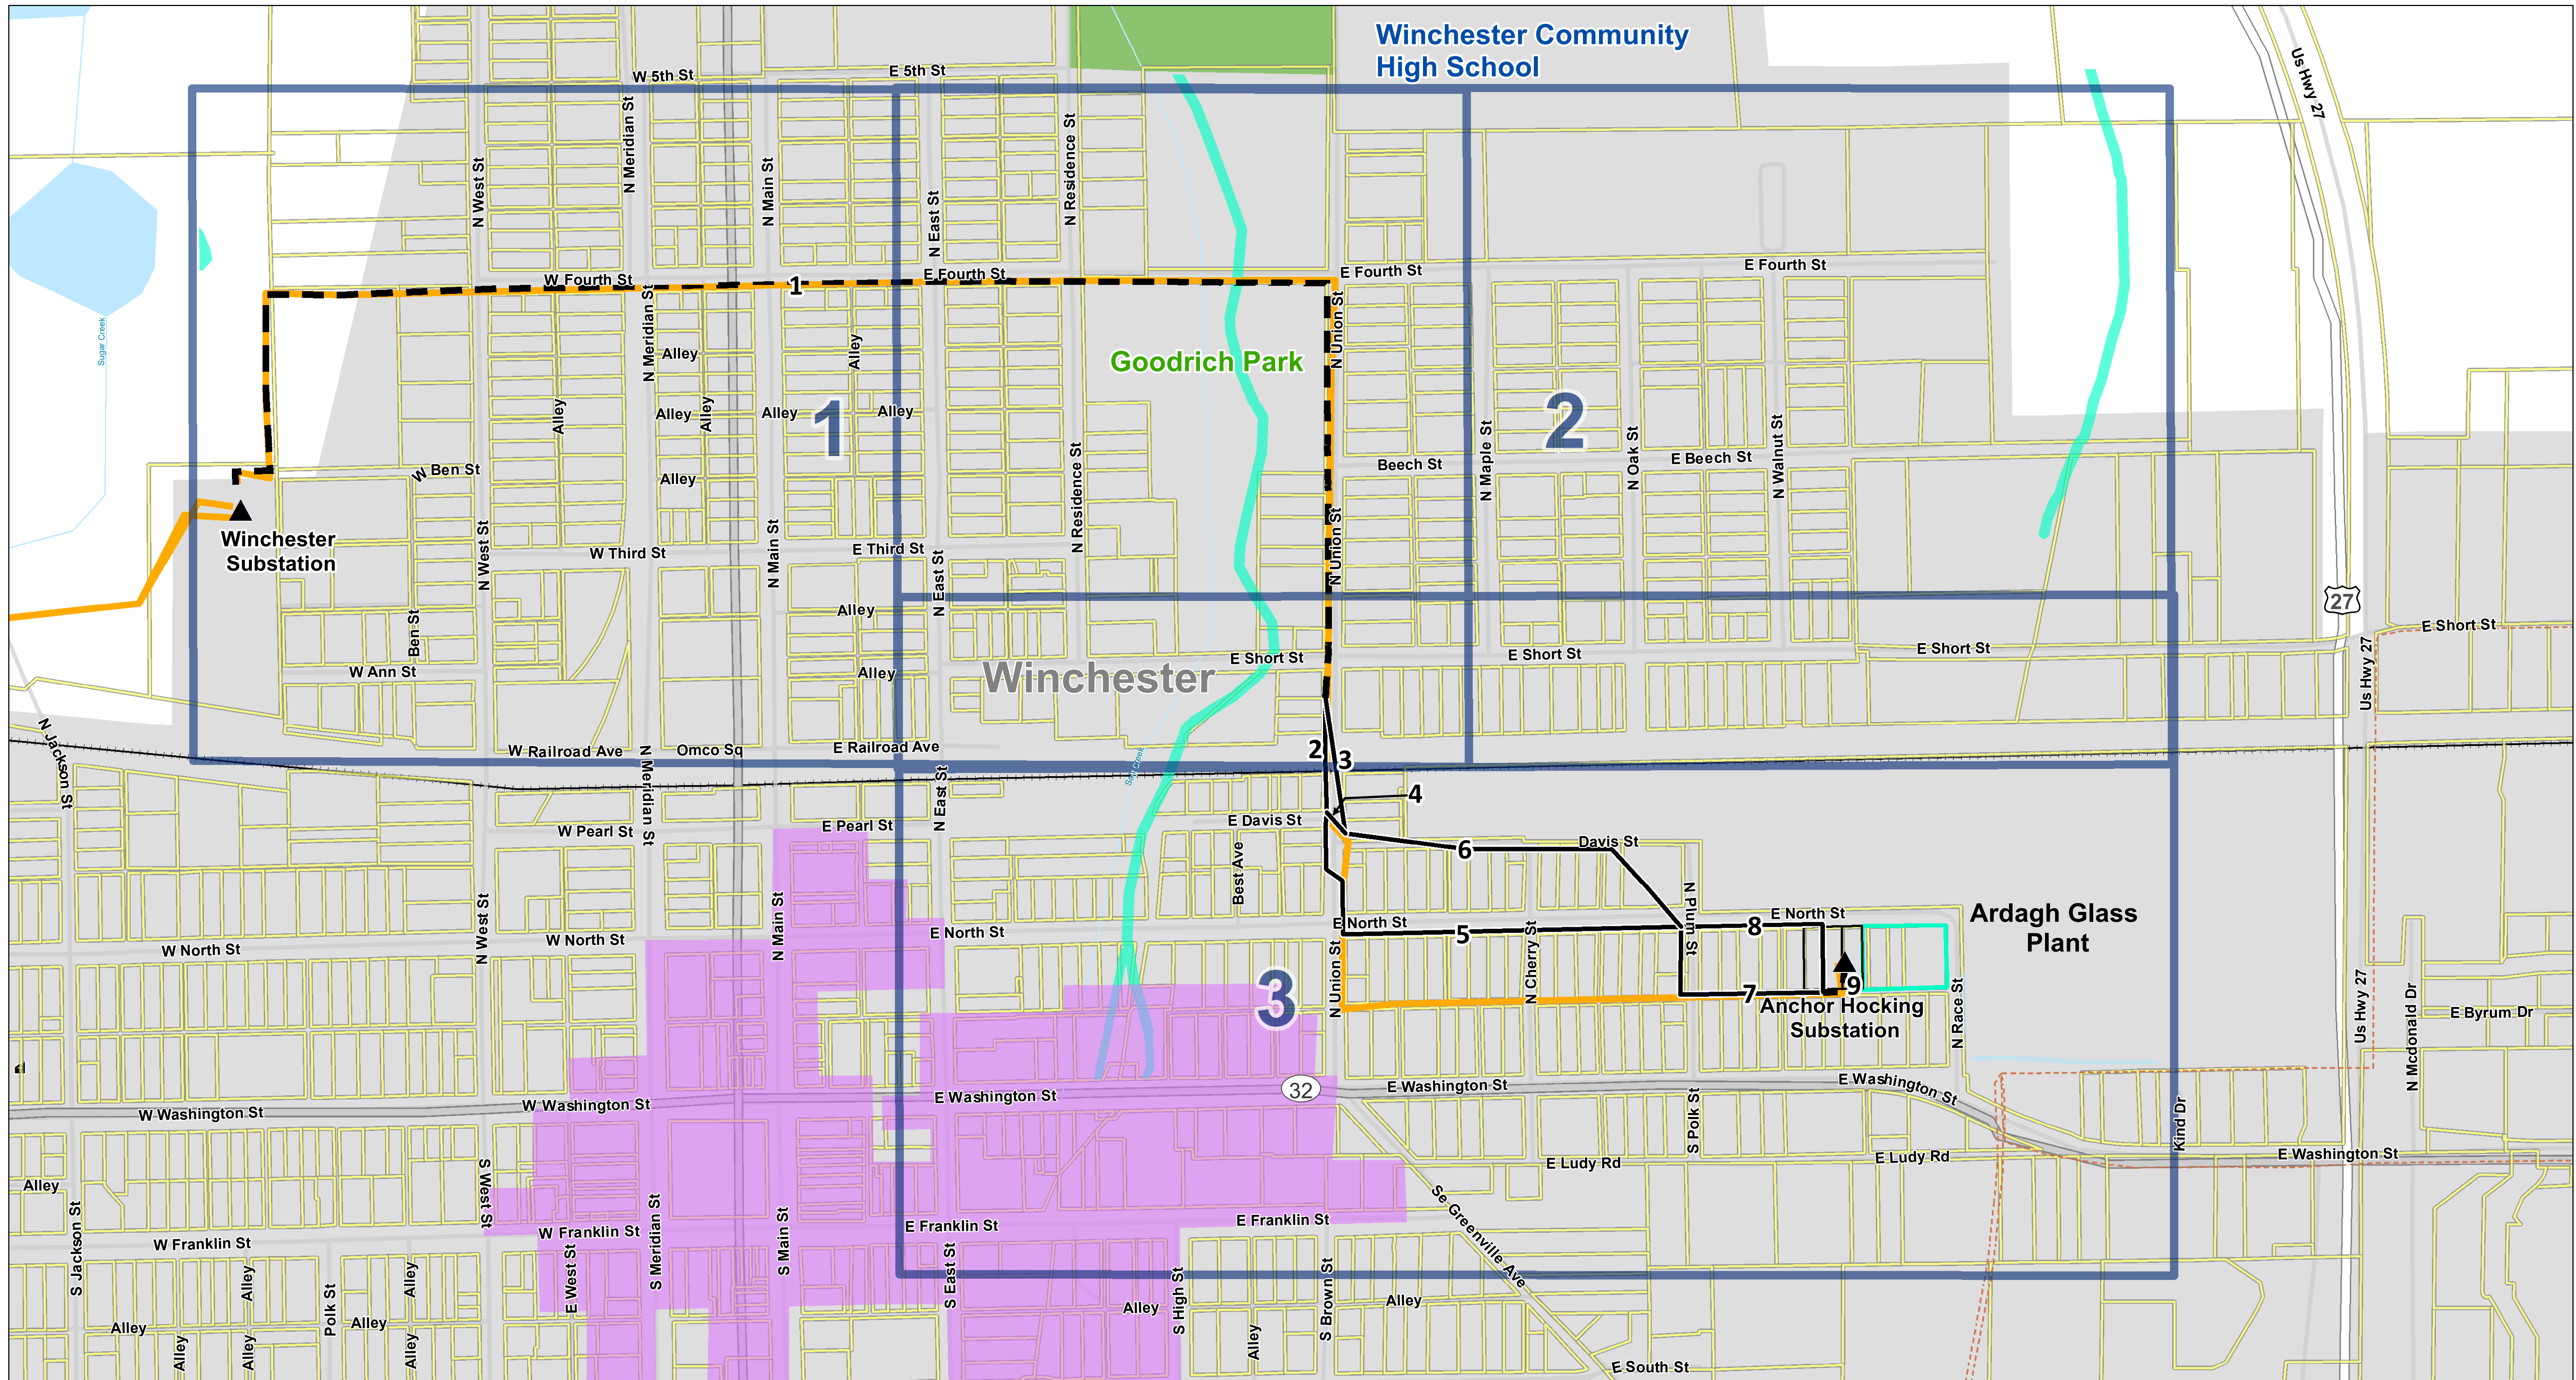 Winchester Community
High School
Us Hwy 27
W 5th St
E 5th St
N Meridian St
N West St
N Main St
N East St
N Residence St
W Fourth St
1
E Fourth St
E Fourth St
E Fourth St
Sugar Creek
N Meridian St
Alley
Alley
N Union St
Goodrich Park
Alley
Alley
Alley
Alley
Alley
1
2
N Maple St
N Oak St
N Walnut St
Beech St
E Beech St
W Ben St
Alley
N Residence St
Winchester
Substation
N West St
N Main St
W Third St
E Third St
N East St
N Union St
27
Alley
Ben St
E Short St
E Short St
E Short St
E Short St
W Ann St
Alley
Winchester
Us Hwy 27
N Jackson St
W Railroad Ave
Omco Sq
E Railroad Ave
2
3
Salt Creek
N Meridian St
N East St
4
W Pearl St
E Pearl St
E Davis St
Davis St
6
Best Ave
N Plum St
N West St
N Main St
E North St
E North St
E North St
8
Ardagh Glass
Plant
W North St
W North St
5
N Cherry St
N Union St
3
7
9
Anchor Hocking
Substation
N Race St
Us Hwy 27
N Mcdonald Dr
E Byrum Dr
32
E Washington St
E Washington St
E Washington St
W Washington St
W Washington St
Kind Dr
S Polk St
E Ludy Rd
E Ludy Rd
E Washington St
Alley
S West St
S Jackson St
S Meridian St
S Main St
Se Greenville Ave
W Franklin St
W Franklin St
E Franklin St
E Franklin St
E West St
S East St
S High St
S Brown St
Alley
Alley
Polk St
Alley
Alley
Alley
Alley
Alley
Alley
Alley
Alley
Alley
E South St